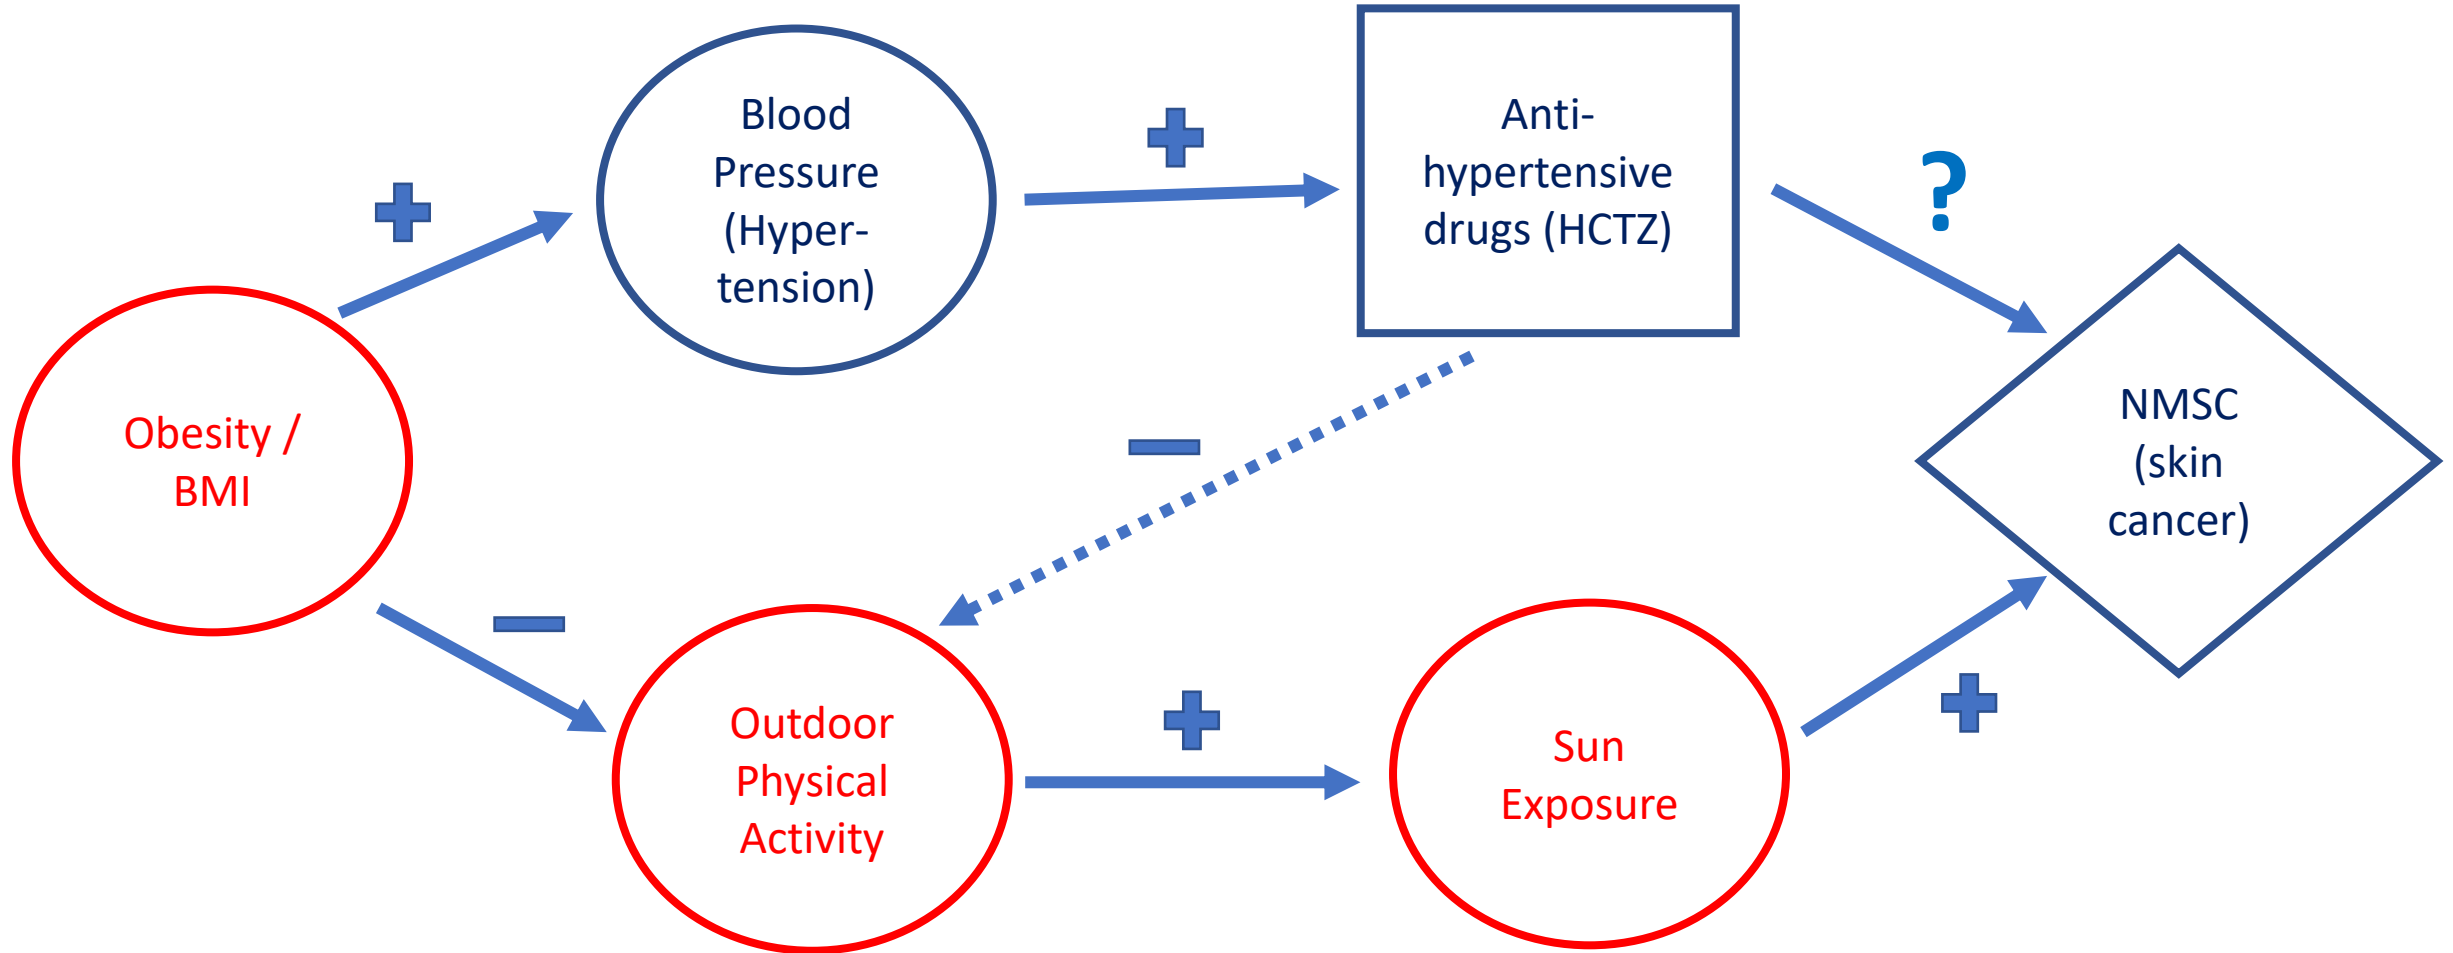 Blood
Pressure
(Hyper-
tension)
Anti-
hypertensive
drugs (HCTZ)
?
Obesity /
BMI
NMSC
(skin
cancer)
Outdoor
Physical
Activity
Sun
Exposure